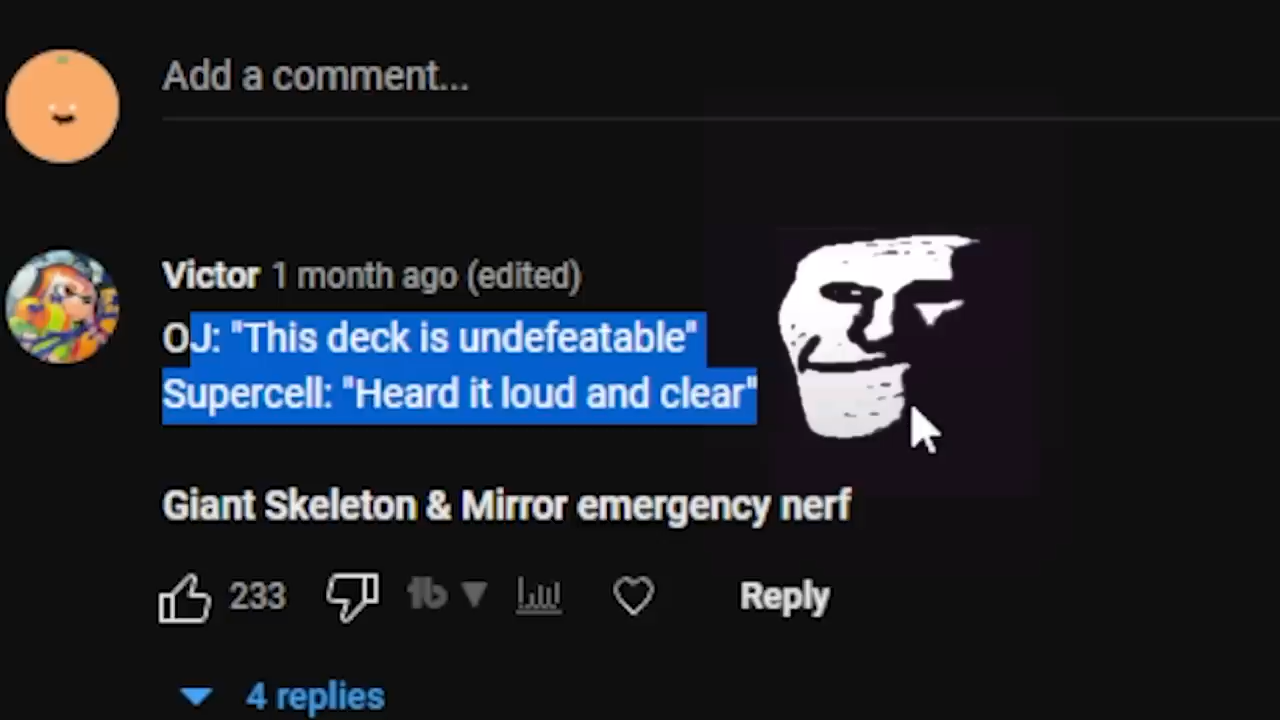 Add a comment...
Victor 1 month ago (edited)
OJ: "This deck is undefeatable"
Supercell: "Heard it loud and clear"
Giant Skeleton & Mirror emergency nerf
233 Reply
4 replies